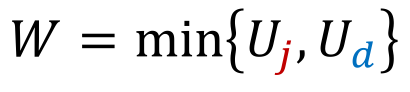 W = min{U_j, U_d}